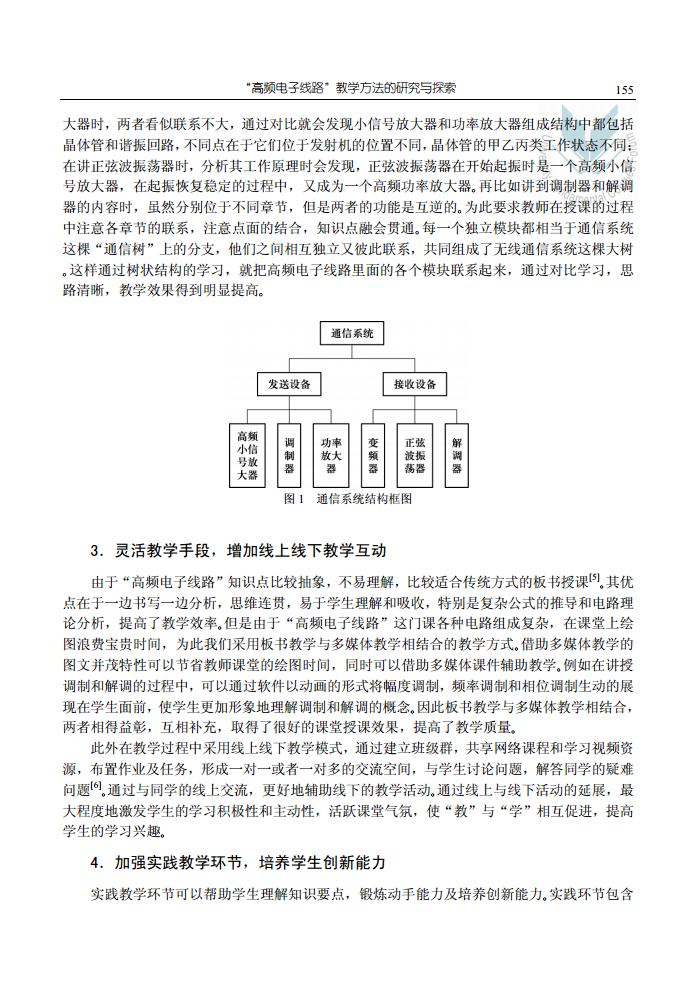 “高频电子线路”教学方法的研究与探索
155
大器时，两者看似联系不大，通过对比就会发现小信号放大器和功率放大器组成结构中都包括
晶体管和谐振回路，不同点在于它们位于发射机的位置不同，晶体管的甲乙丙类工作状态不同；
在讲正弦波振荡器时，分析其工作原理时会发现，正弦波振荡器在开始起振时是一个高频小信
号放大器，在起振恢复稳定的过程中，又成为一个高频功率放大器。再比如讲到调制器和解调
器的内容时，虽然分别位于不同章节，但是两者的功能是互逆的。为此要求教师在授课的过程
中注意各章节的联系，注意点面的结合，知识点融会贯通。每一个独立模块都相当于通信系统
这棵“通信树”上的分支，他们之间相互独立又彼此联系，共同组成了无线通信系统这棵大树
。这样通过树状结构的学习，就把高频电子线路里面的各个模块联系起来，通过对比学习，思
路清晰，教学效果得到明显提高。
通信系统
发送设备
接收设备
高频
小信
号放
大器
调
制
器
功率
放大
器
变
频
器
正弦
波振
荡器
解
调
器
图 1 通信系统结构框图
3．灵活教学手段，增加线上线下教学互动
由于“高频电子线路”知识点比较抽象，不易理解，比较适合传统方式的板书授课[5]。其优
点在于一边书写一边分析，思维连贯，易于学生理解和吸收，特别是复杂公式的推导和电路理
论分析，提高了教学效率。但是由于“高频电子线路”这门课各种电路组成复杂，在课堂上绘
图浪费宝贵时间，为此我们采用板书教学与多媒体教学相结合的教学方式。借助多媒体教学的
图文并茂特性可以节省教师课堂的绘图时间，同时可以借助多媒体课件辅助教学。例如在讲授
调制和解调的过程中，可以通过软件以动画的形式将幅度调制，频率调制和相位调制生动的展
现在学生面前，使学生更加形象地理解调制和解调的概念。因此板书教学与多媒体教学相结合，
两者相得益彰，互相补充，取得了很好的课堂授课效果，提高了教学质量。
此外在教学过程中采用线上线下教学模式，通过建立班级群，共享网络课程和学习视频资
源，布置作业及任务，形成一对一或者一对多的交流空间，与学生讨论问题，解答同学的疑难
问题[6]。通过与同学的线上交流，更好地辅助线下的教学活动。通过线上与线下活动的延展，最
大程度地激发学生的学习积极性和主动性，活跃课堂气氛，使“教”与“学”相互促进，提高
学生的学习兴趣。
4．加强实践教学环节，培养学生创新能力
实践教学环节可以帮助学生理解知识要点，锻炼动手能力及培养创新能力。实践环节包含